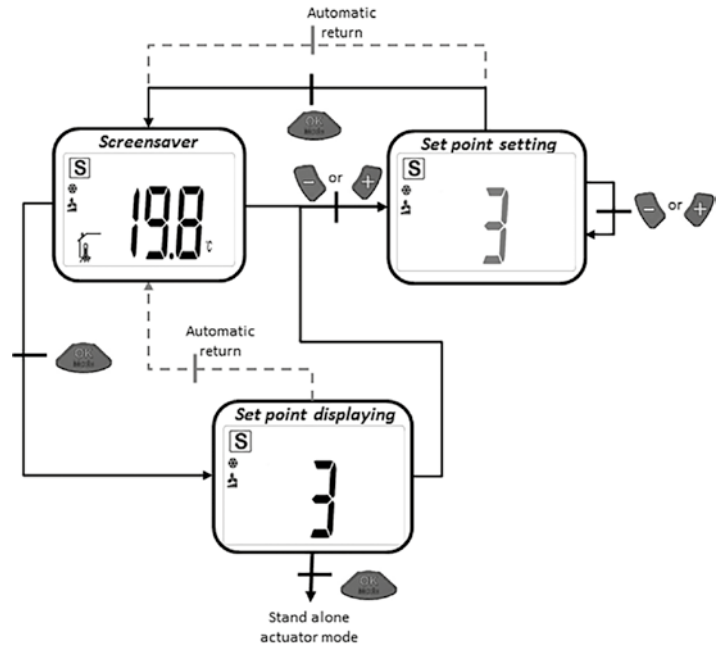 Automatic
return
OK
Mode
Screensaver
S
19.8 °C
- or +
Set point setting
S
3
- or +
OK
Mode
Automatic
return
Set point displaying
S
3
OK
Mode
Stand alone
actuator mode